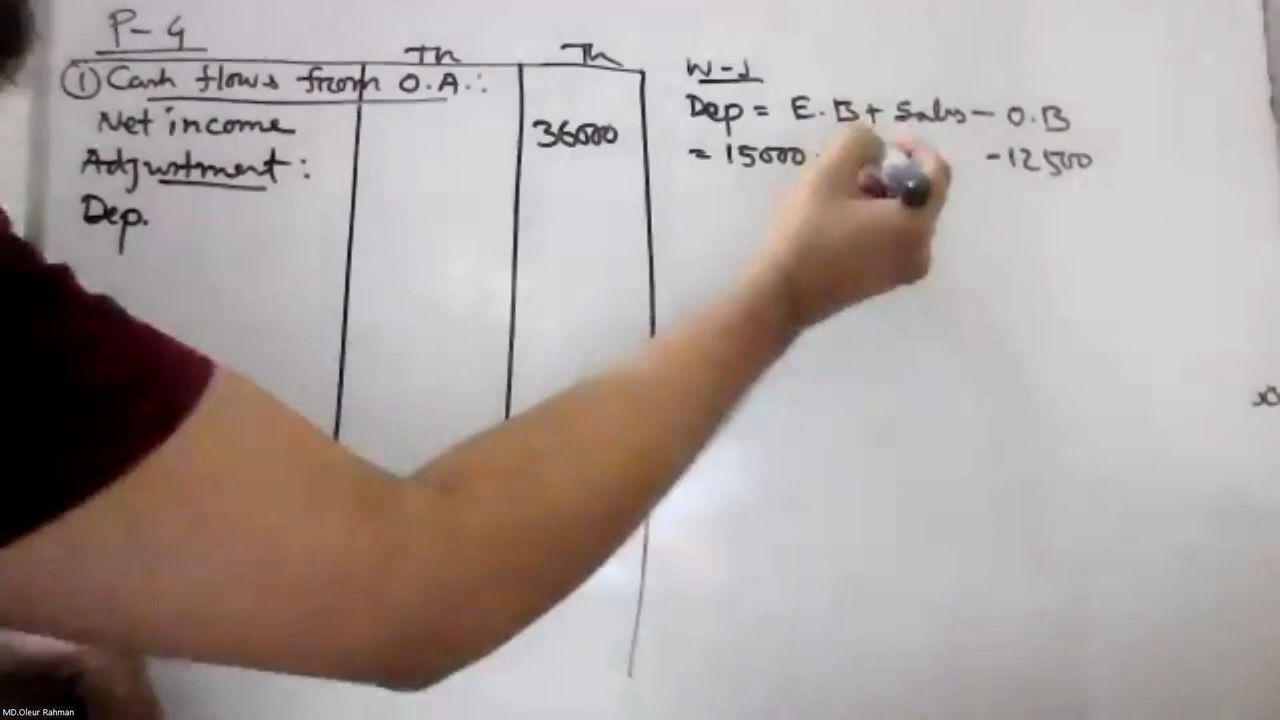 P-4
Tk Tk
① Cash flows from O.A.:
Net income 36000
Adjustment:
Dep.
W-1
Dep = E.B + Sales - O.B
= 15000 -12500
MD.Oleur Rahman